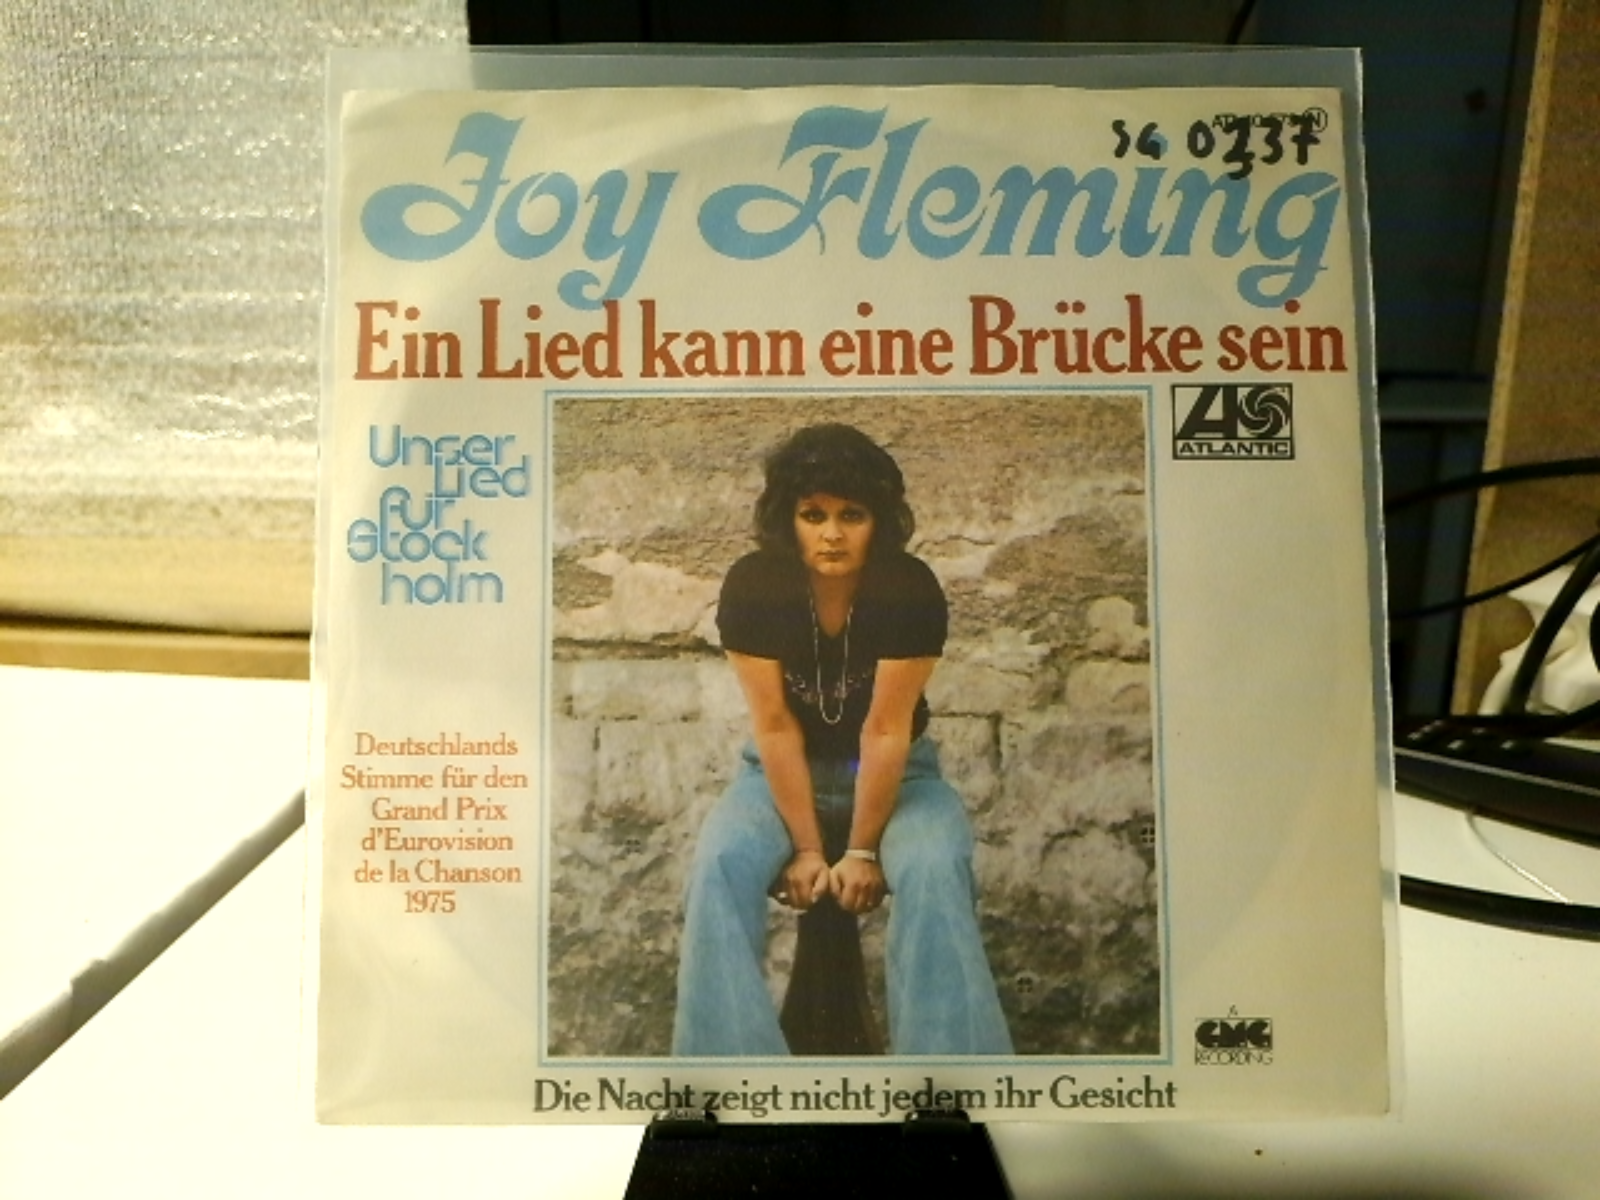 Joy Fleming
Ein Lied kann eine Brücke sein
ATLANTIC
Unser
Lied
für
Stock
holm
Deutschlands
Stimme für den
Grand Prix
d'Eurovision
de la Chanson
1975
A
CMG
RECORDING
Die Nacht zeigt nicht jedem ihr Gesicht